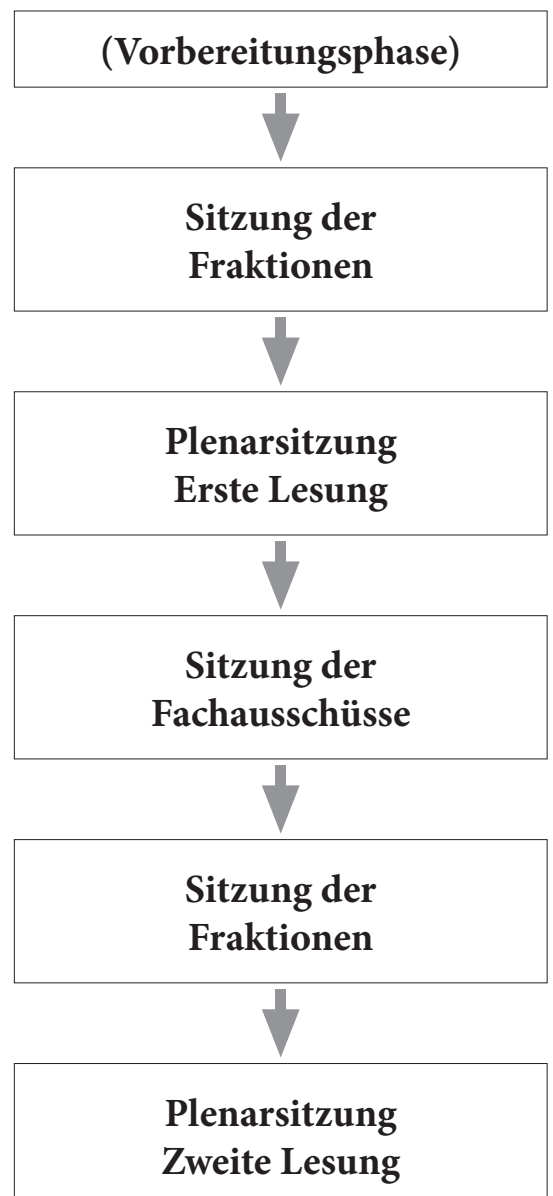 (Vorbereitungsphase)
Sitzung der
Fraktionen
Plenarsitzung
Erste Lesung
Sitzung der
Fachausschüsse
Sitzung der
Fraktionen
Plenarsitzung
Zweite Lesung